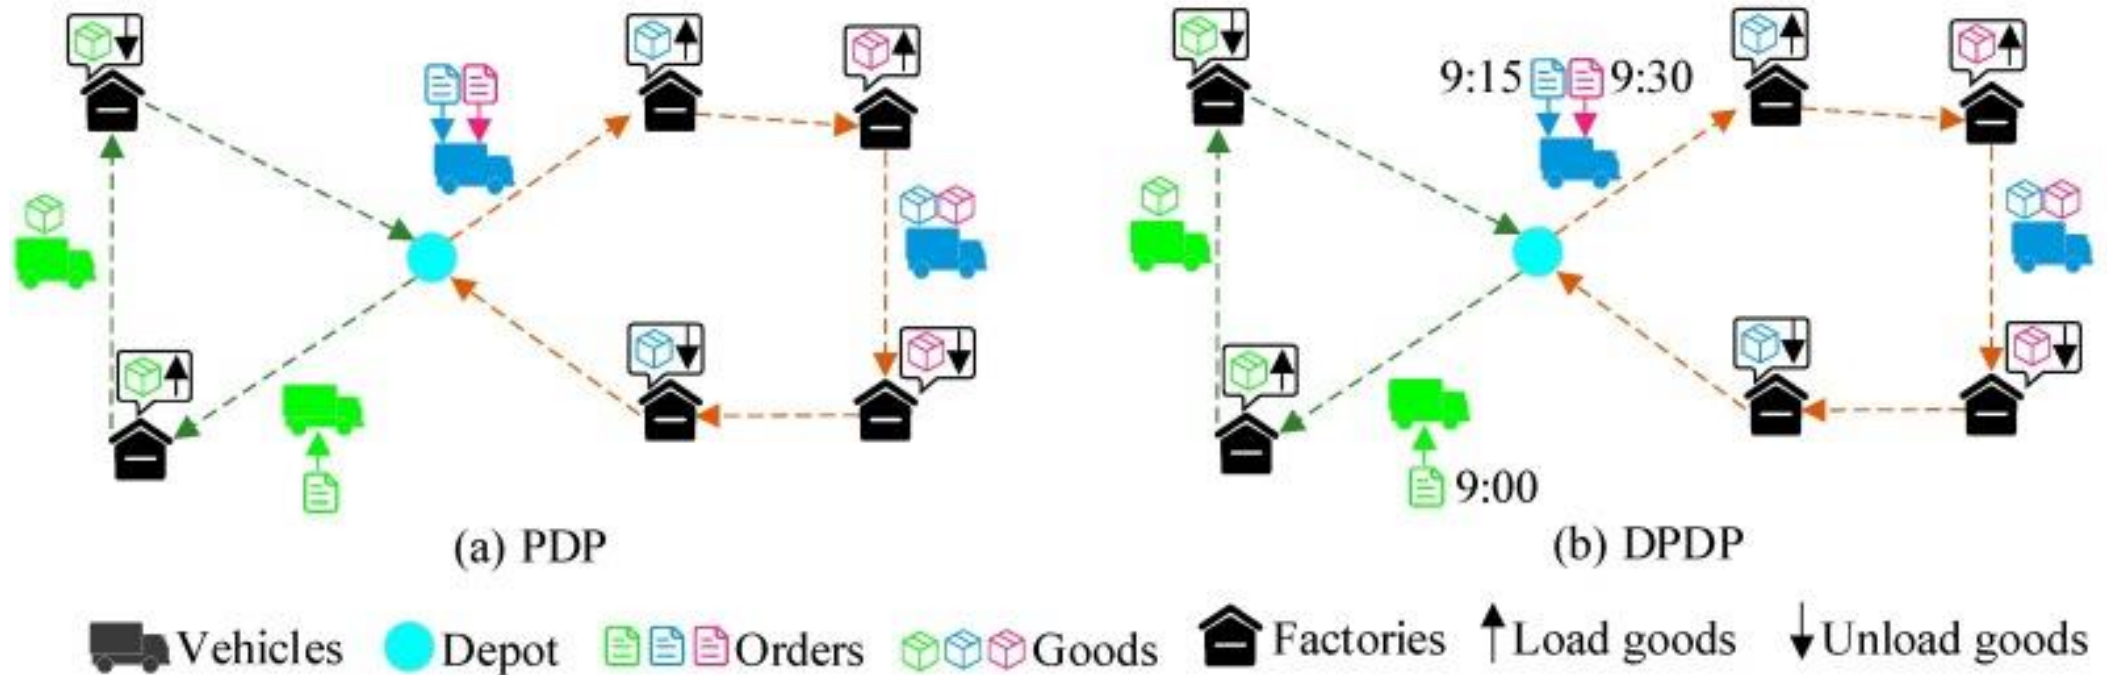 9:15 9:30
9:00
(a) PDP
(b) DPDP
Vehicles Depot Orders Goods Factories Load goods Unload goods